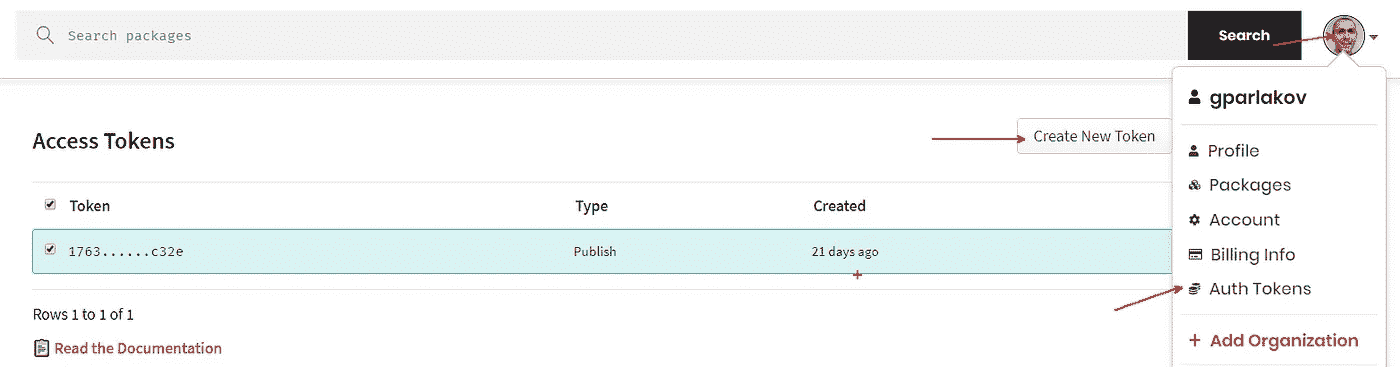 Search packages
Search
gparlakov
Access Tokens
Create New Token
Profile
Packages
Account
Billing Info
Auth Tokens
Add Organization
Token Type Created
1763......c32e Publish 21 days ago
Rows 1 to 1 of 1
Read the Documentation